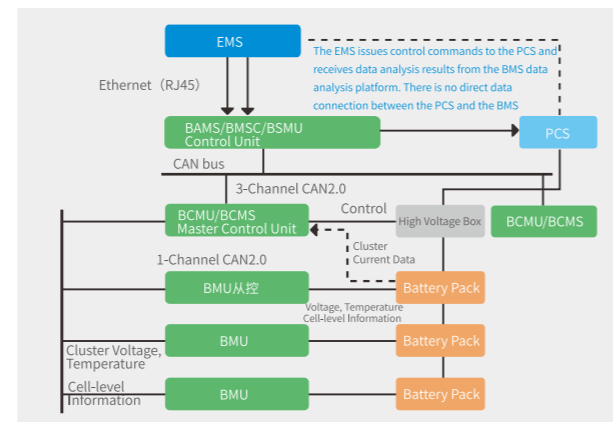 EMS
The EMS issues control commands to the PCS and
receives data analysis results from the BMS data
analysis platform. There is no direct data
connection between the PCS and the BMS
Ethernet（RJ45）
BAMS/BMSC/BSMU
Control Unit
PCS
CAN bus
3-Channel CAN2.0
BCMU/BCMS
Master Control Unit
Control
High Voltage Box
BCMU/BCMS
Cluster
Current Data
1-Channel CAN2.0
BMU从控
Battery Pack
Voltage, Temperature
Cell-level Information
BMU
Battery Pack
Cluster Voltage,
Temperature
Cell-level
Information
BMU
Battery Pack